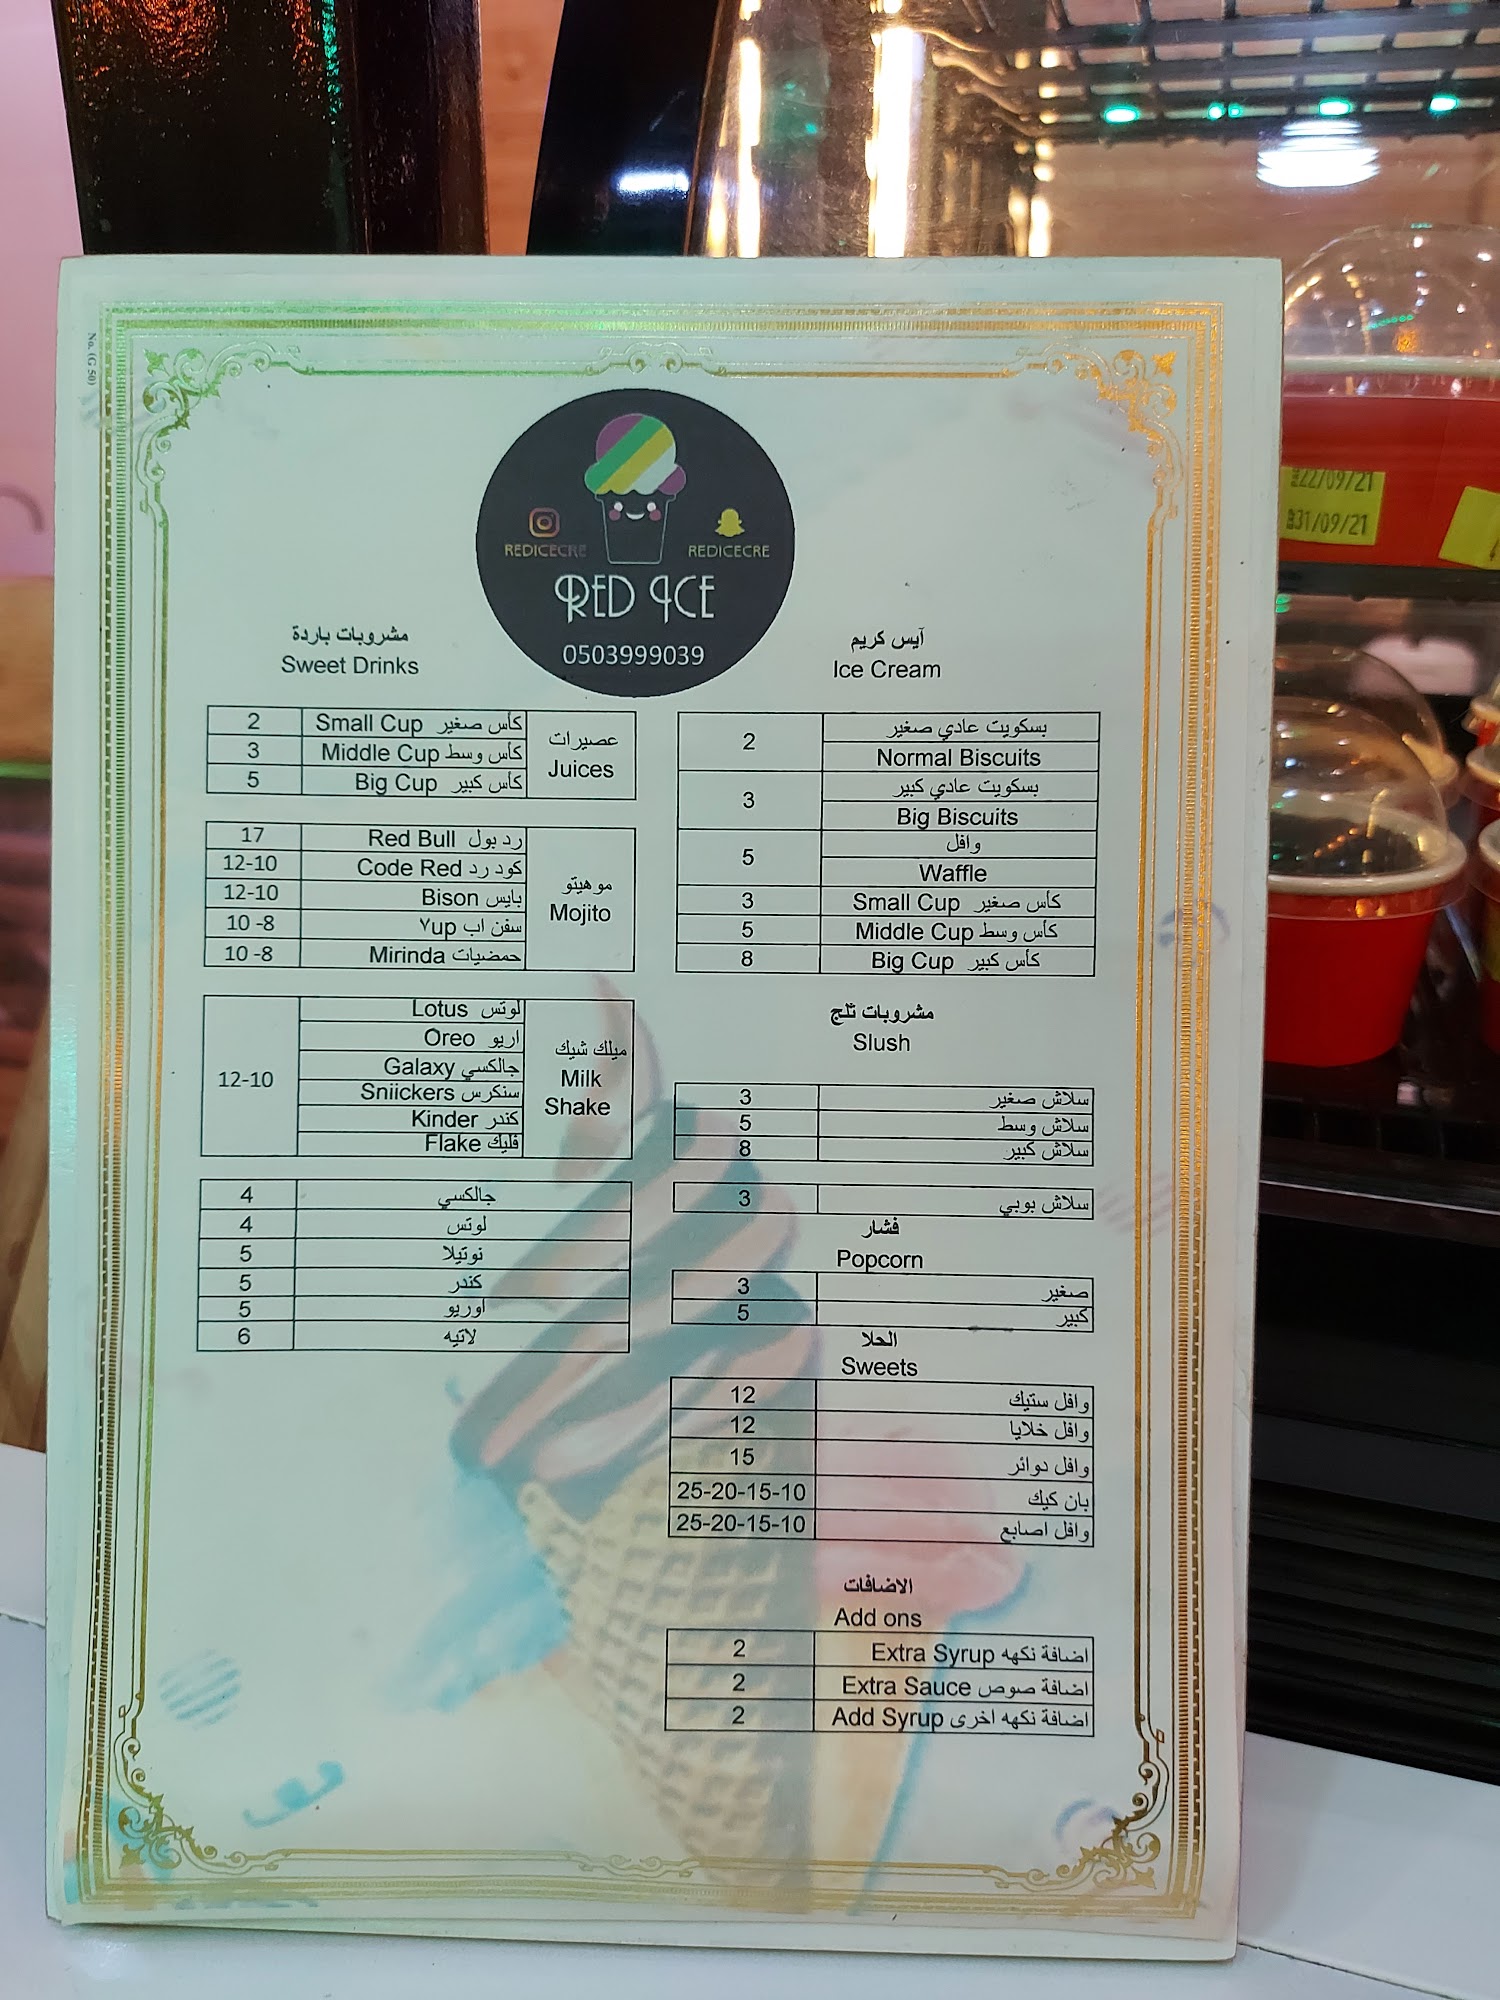 No. (G 50)
REDICECRE
REDICECRE
RED ICE
0503999039
مشروبات باردة
Sweet Drinks
عصيرات
Juices
كأس صغير Small Cup 2
كأس وسط Middle Cup 3
كأس كبير Big Cup 5
موهيتو
Mojito
رد بول Red Bull 17
كود رد Code Red 12-10
بايس Bison 12-10
سفن اب ٧up 10 -8
حمضيات Mirinda 10 -8
ميلك شيك
Milk
Shake
12-10
لوتس Lotus
اريو Oreo
جالكسي Galaxy
سنكرس Sniickers
كندر Kinder
فليك Flake
جالكسي 4
لوتس 4
نوتيلا 5
كندر 5
اوريو 5
لاتيه 6
آيس كريم
Ice Cream
بسكويت عادي صغير
Normal Biscuits 2
بسكويت عادي كبير
Big Biscuits 3
وافل
Waffle 5
كأس صغير Small Cup 3
كأس وسط Middle Cup 5
كأس كبير Big Cup 8
مشروبات ثلج
Slush
سلاش صغير 3
سلاش وسط 5
سلاش كبير 8
سلاش بوبي 3
فشار
Popcorn
صغير 3
كبير 5
الحلا
Sweets
وافل ستيك 12
وافل خلايا 12
وافل دوائر 15
بان كيك 25-20-15-10
وافل اصابع 25-20-15-10
الاضافات
Add ons
اضافة نكهه Extra Syrup 2
اضافة صوص Extra Sauce 2
اضافة نكهه اخرى Add Syrup 2
22/09/21
31/09/21